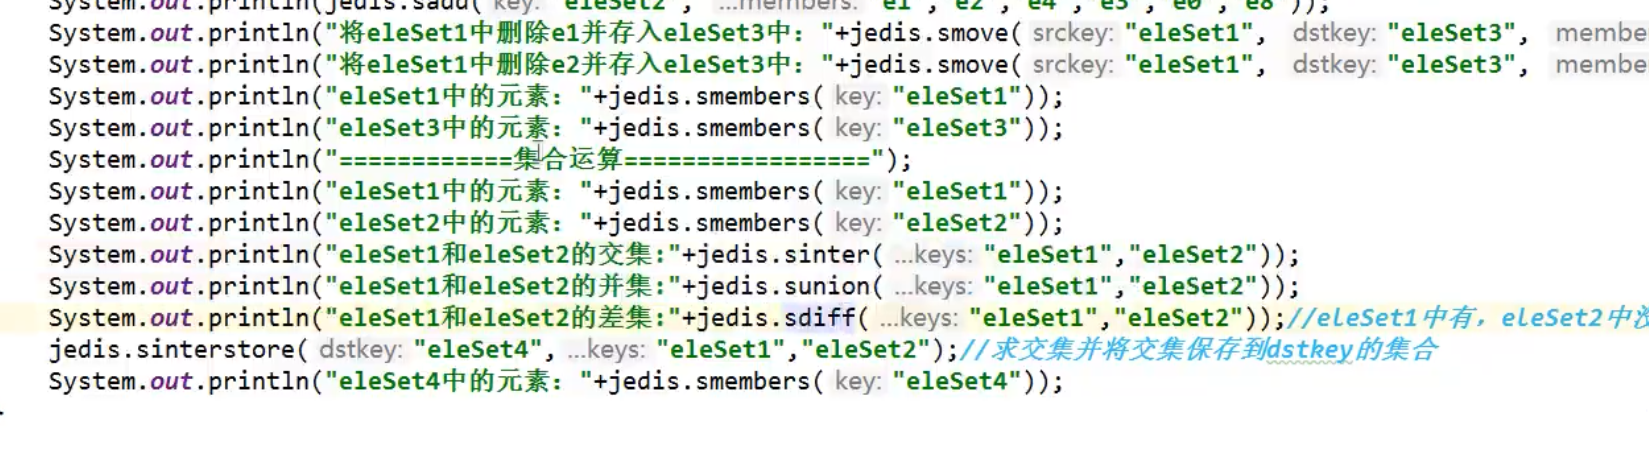 System.out.println(jedis.sadd( key: "eleSet2", ...members: "e1","e2","e4","e3","e0","e8"));
System.out.println("将eleSet1中删除e1并存入eleSet3中："+jedis.smove( srckey: "eleSet1", dstkey: "eleSet3",
System.out.println("将eleSet1中删除e2并存入eleSet3中："+jedis.smove( srckey: "eleSet1", dstkey: "eleSet3",
System.out.println("eleSet1中的元素："+jedis.smembers( key: "eleSet1"));
System.out.println("eleSet3中的元素："+jedis.smembers( key: "eleSet3"));
System.out.println("============集合运算=================");
System.out.println("eleSet1中的元素："+jedis.smembers( key: "eleSet1"));
System.out.println("eleSet2中的元素："+jedis.smembers( key: "eleSet2"));
System.out.println("eleSet1和eleSet2的交集:"+jedis.sinter( ...keys: "eleSet1","eleSet2"));
System.out.println("eleSet1和eleSet2的并集:"+jedis.sunion( ...keys: "eleSet1","eleSet2"));
System.out.println("eleSet1和eleSet2的差集:"+jedis.sdiff( ...keys: "eleSet1","eleSet2"));//eleSet1中有，eleSet2中
jedis.sinterstore( dstkey: "eleSet4", ...keys: "eleSet1","eleSet2");//求交集并将交集保存到dstkey的集合
System.out.println("eleSet4中的元素："+jedis.smembers( key: "eleSet4"));